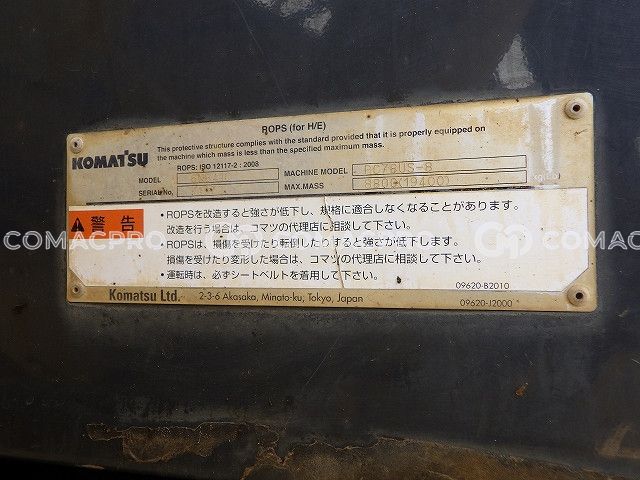 ROPS (for H/E)
This protective structure complies with the standard provided that it is properly equipped on
the machine which mass is less than the specified maximum mass.
KOMATSU
ROPS: ISO 12117-2 : 2008
MODEL
MACHINE MODEL PC78US-8
SERIAL No.
MAX.MASS 8800(19400)
警告
• ROPSを改造すると強さが低下し、規格に適合しなくなることがあります。
改造を行う場合は、コマツの代理店に相談して下さい。
• ROPSは、損傷を受けたり転倒したりすると強さが低下します。
損傷を受けたり変形した場合は、コマツの代理店に相談して下さい。
• 運転時は、必ずシートベルトを着用して下さい。
09620-B2010
Komatsu Ltd. 2-3-6 Akasaka, Minato-ku, Tokyo, Japan
09620-J2000
COMACPRO
COMACPRO